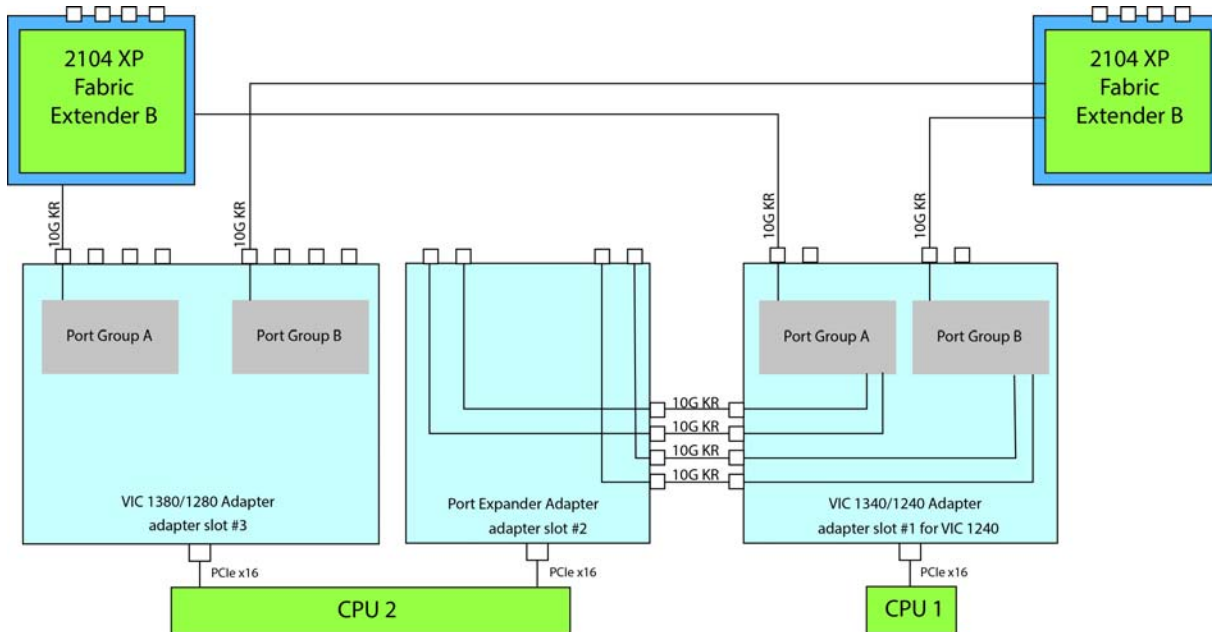 2104 XP
Fabric
Extender B
2104 XP
Fabric
Extender B
10G KR
10G KR
10G KR
10G KR
Port Group A
Port Group B
Port Group A
Port Group B
10G KR
10G KR
10G KR
10G KR
VIC 1380/1280 Adapter
adapter slot #3
Port Expander Adapter
adapter slot #2
VIC 1340/1240 Adapter
adapter slot #1 for VIC 1240
PCIe x16
PCIe x16
PCIe x16
CPU 2
CPU 1